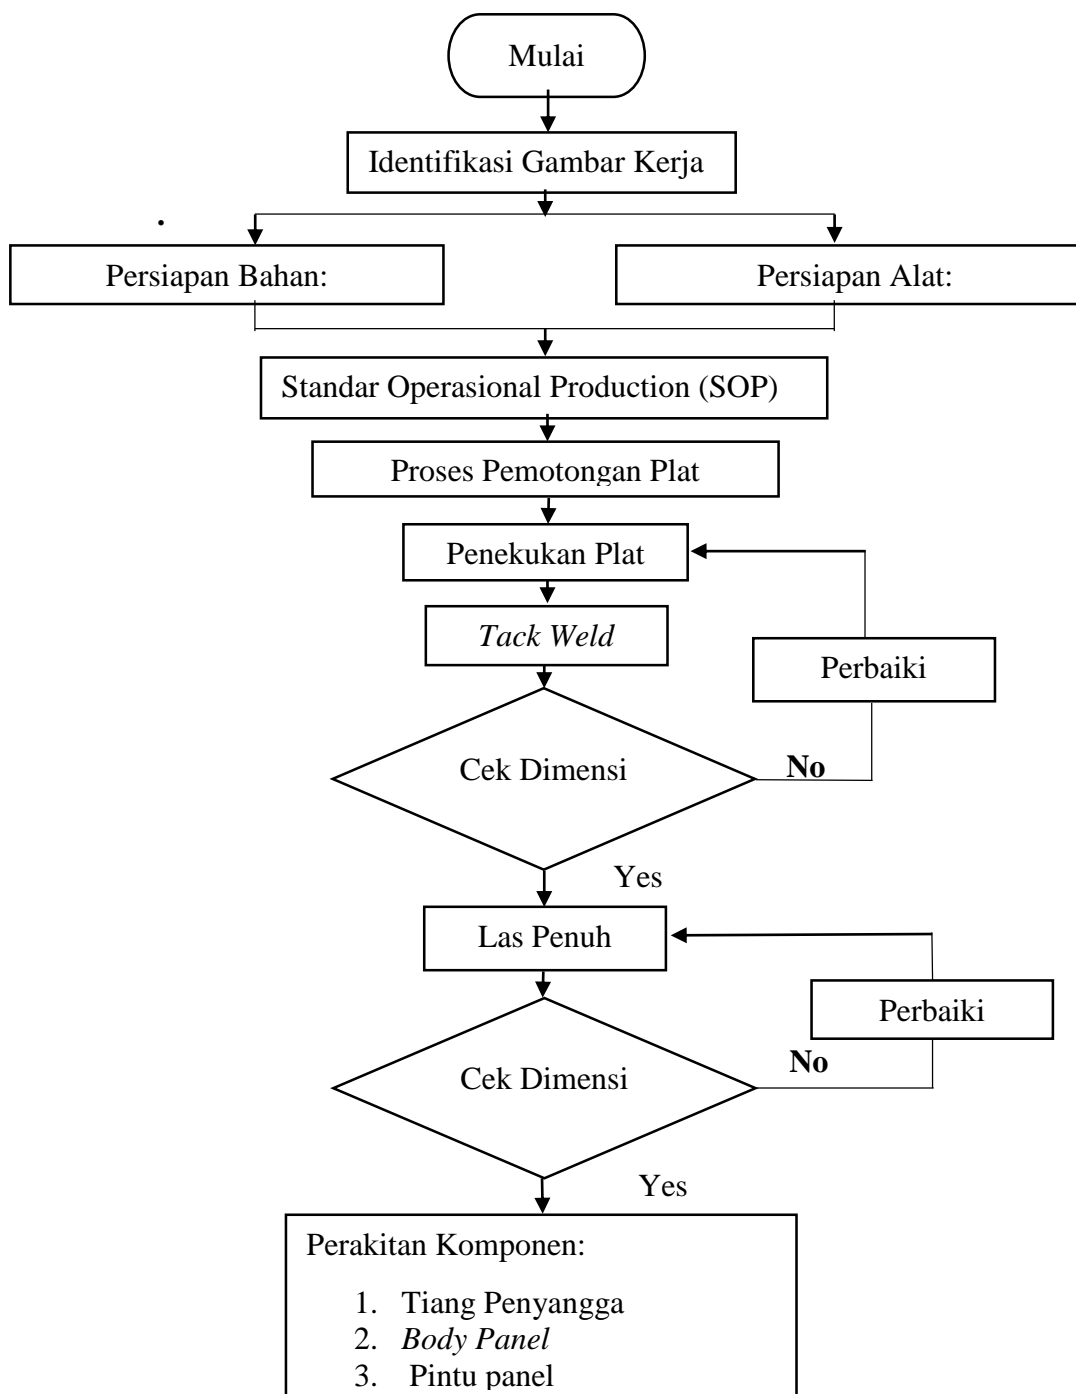 Mulai
Identifikasi Gambar Kerja
Persiapan Bahan:
Persiapan Alat:
Standar Operasional Production (SOP)
Proses Pemotongan Plat
Penekukan Plat
Tack Weld
Perbaiki
Cek Dimensi
No
Yes
Las Penuh
Perbaiki
Cek Dimensi
No
Yes
Perakitan Komponen:
1. Tiang Penyangga
2. Body Panel
3. Pintu panel